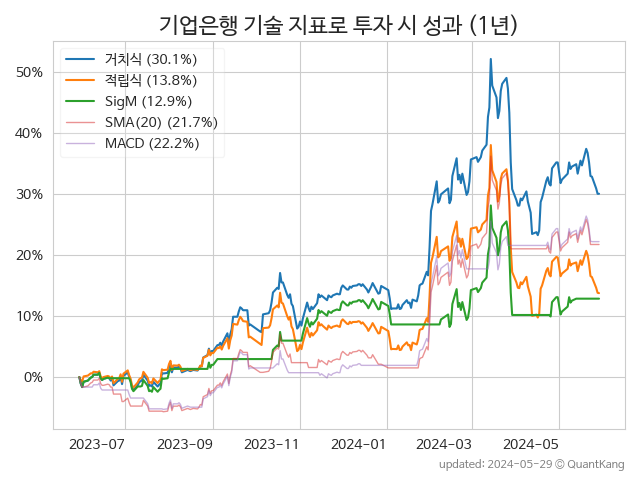 기업은행 기술 지표로 투자 시 성과 (1년)
거치식 (30.1%)
적립식 (13.8%)
SigM (12.9%)
SMA(20) (21.7%)
MACD (22.2%)
50%
40%
30%
20%
10%
0%
2023-07 2023-09 2023-11 2024-01 2024-03 2024-05
updated: 2024-05-29 © QuantKang